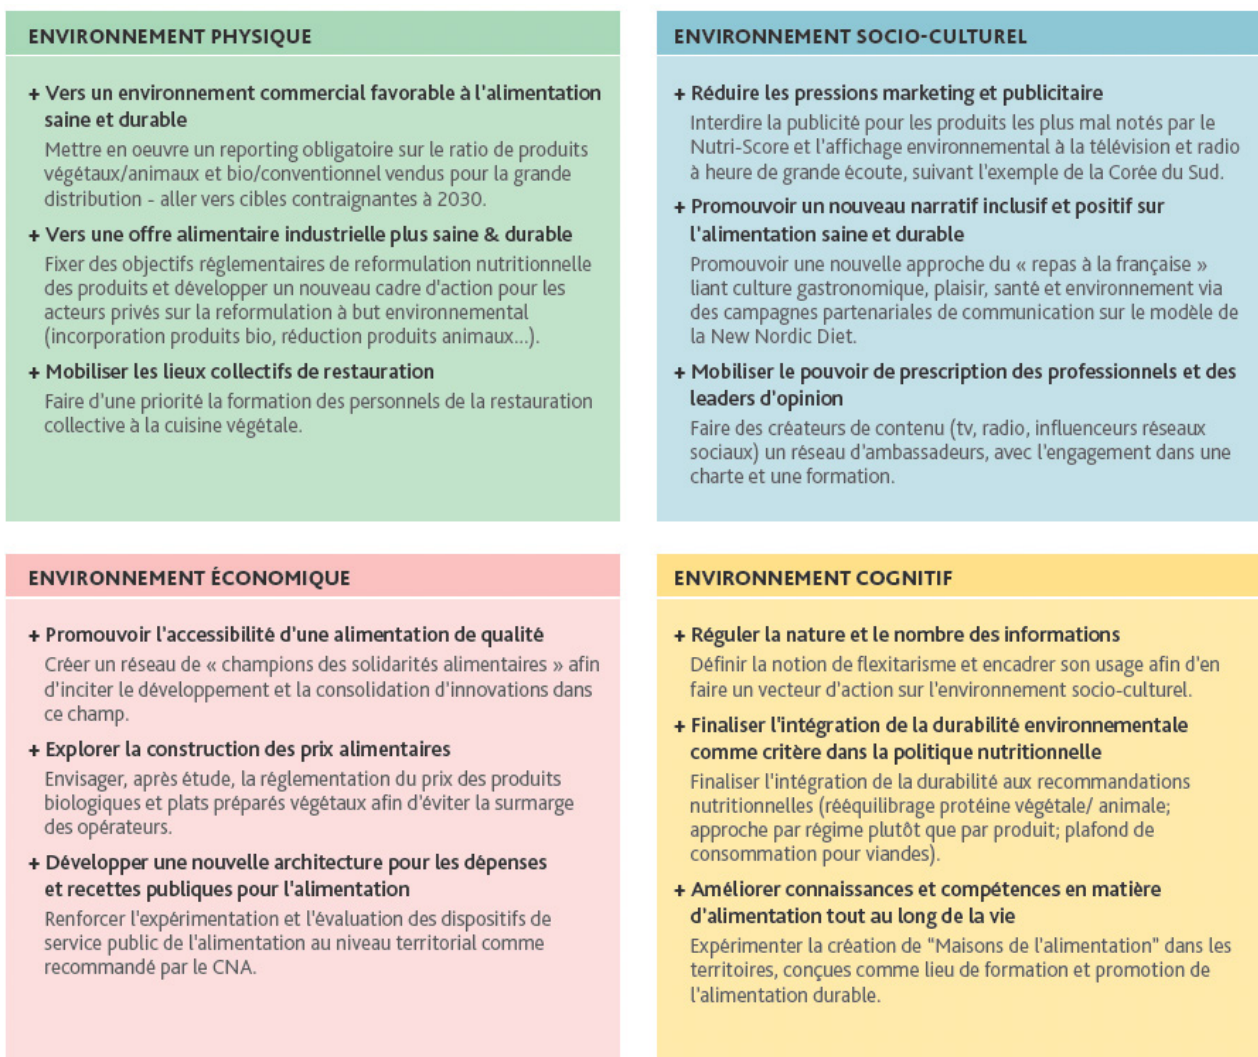 ENVIRONNEMENT PHYSIQUE
+ Vers un environnement commercial favorable à l'alimentation
saine et durable
Mettre en oeuvre un reporting obligatoire sur le ratio de produits
végétaux/animaux et bio/conventionnel vendus pour la grande
distribution - aller vers cibles contraignantes à 2030.
+ Vers une offre alimentaire industrielle plus saine & durable
Fixer des objectifs réglementaires de reformulation nutritionnelle
des produits et développer un nouveau cadre d'action pour les
acteurs privés sur la reformulation à but environnemental
(incorporation produits bio, réduction produits animaux...).
+ Mobiliser les lieux collectifs de restauration
Faire d'une priorité la formation des personnels de la restauration
collective à la cuisine végétale.
ENVIRONNEMENT SOCIO-CULTUREL
+ Réduire les pressions marketing et publicitaire
Interdire la publicité pour les produits les plus mal notés par le
Nutri-Score et l'affichage environnemental à la télévision et radio
à heure de grande écoute, suivant l'exemple de la Corée du Sud.
+ Promouvoir un nouveau narratif inclusif et positif sur
l'alimentation saine et durable
Promouvoir une nouvelle approche du « repas à la française »
liant culture gastronomique, plaisir, santé et environnement via
des campagnes partenariales de communication sur le modèle de
la New Nordic Diet.
+ Mobiliser le pouvoir de prescription des professionnels et des
leaders d'opinion
Faire des créateurs de contenu (tv, radio, influenceurs réseaux
sociaux) un réseau d'ambassadeurs, avec l'engagement dans une
charte et une formation.
ENVIRONNEMENT ÉCONOMIQUE
+ Promouvoir l'accessibilité d'une alimentation de qualité
Créer un réseau de « champions des solidarités alimentaires » afin
d'inciter le développement et la consolidation d'innovations dans
ce champ.
+ Explorer la construction des prix alimentaires
Envisager, après étude, la réglementation du prix des produits
biologiques et plats préparés végétaux afin d'éviter la surmarge
des opérateurs.
+ Développer une nouvelle architecture pour les dépenses
et recettes publiques pour l'alimentation
Renforcer l'expérimentation et l'évaluation des dispositifs de
service public de l'alimentation au niveau territorial comme
recommandé par le CNA.
ENVIRONNEMENT COGNITIF
+ Réguler la nature et le nombre des informations
Définir la notion de flexitarisme et encadrer son usage afin d'en
faire un vecteur d'action sur l'environnement socio-culturel.
+ Finaliser l'intégration de la durabilité environnementale
comme critère dans la politique nutritionnelle
Finaliser l'intégration de la durabilité aux recommandations
nutritionnelles (rééquilibrage protéine végétale/ animale;
approche par régime plutôt que par produit; plafond de
consommation pour viandes).
+ Améliorer connaissances et compétences en matière
d'alimentation tout au long de la vie
Expérimenter la création de "Maisons de l'alimentation" dans les
territoires, conçues comme lieu de formation et promotion de
l'alimentation durable.